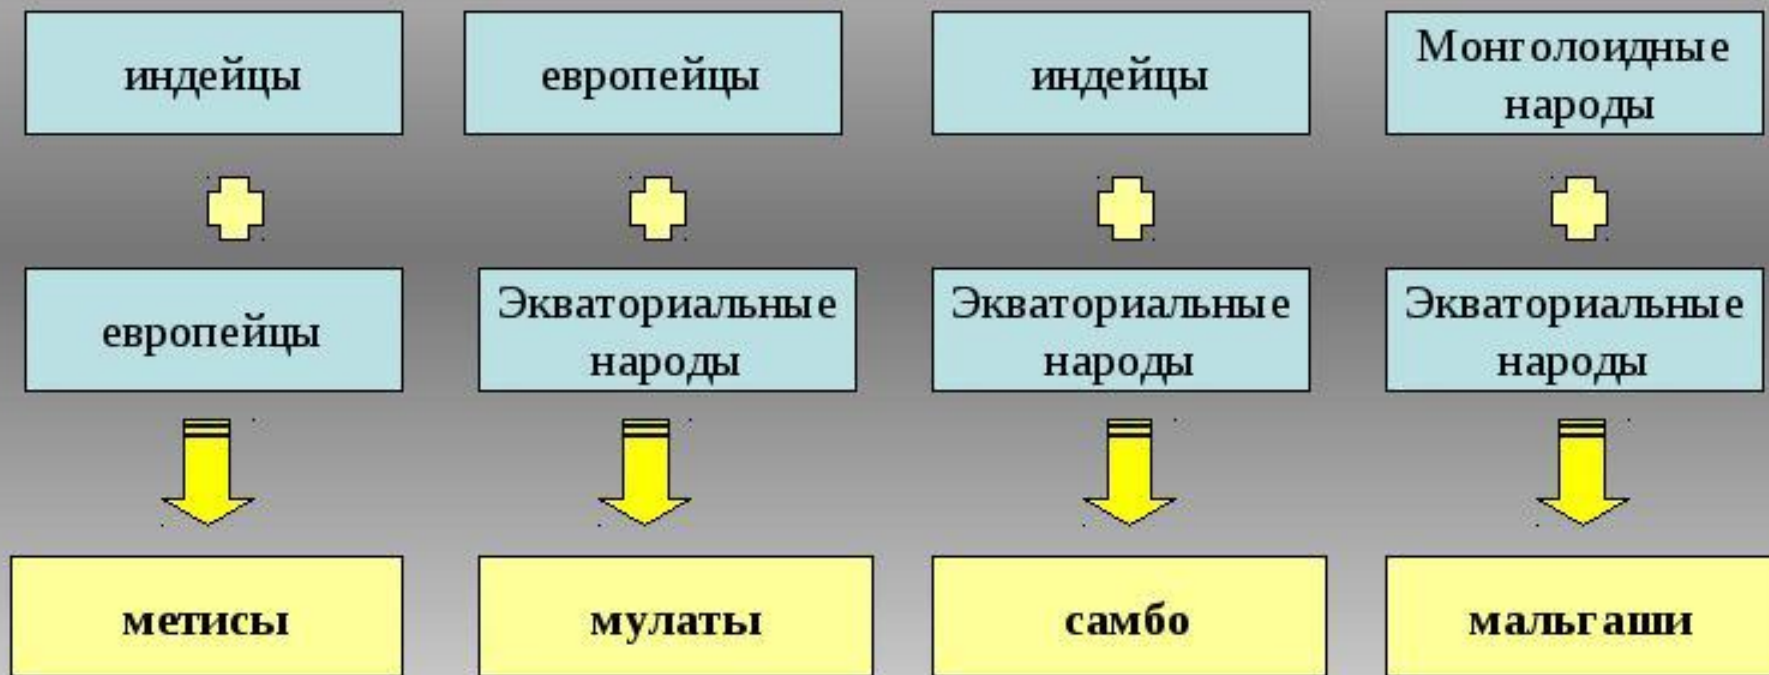 индейцы
европейцы
индейцы
Монголоидные
народы
европейцы
Экваториальные
народы
Экваториальные
народы
Экваториальные
народы
метисы
мулаты
самбо
мальгаши